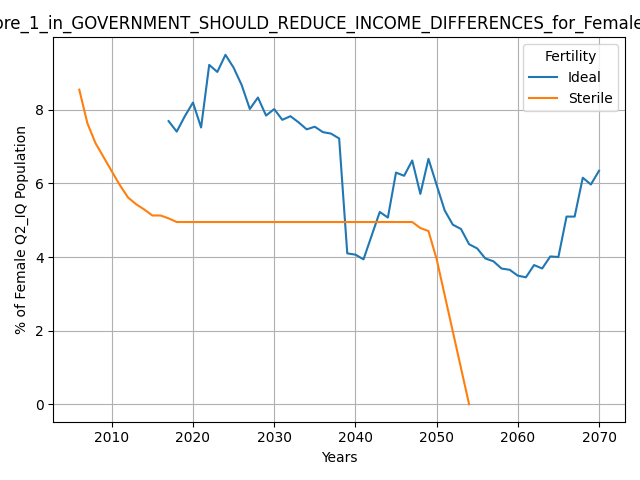 ore_1_in_GOVERNMENT_SHOULD_REDUCE_INCOME_DIFFERENCES_for_Female
Fertility
Ideal
Sterile
% of Female Q2_IQ Population
8
6
4
2
0
2010 2020 2030 2040 2050 2060 2070
Years